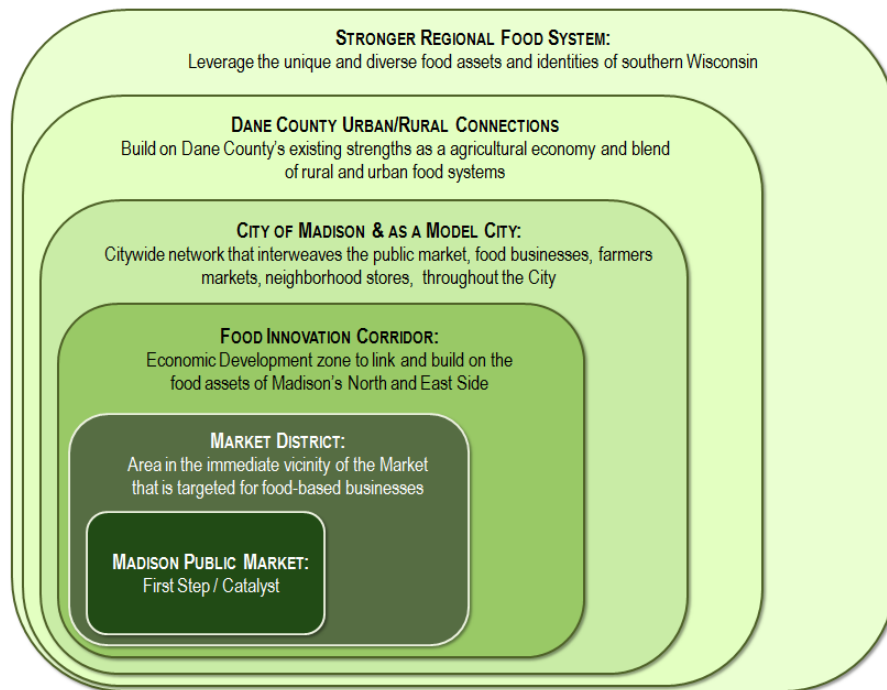 STRONGER REGIONAL FOOD SYSTEM:
Leverage the unique and diverse food assets and identities of southern Wisconsin
DANE COUNTY URBAN/RURAL CONNECTIONS
Build on Dane County's existing strengths as a agricultural economy and blend
of rural and urban food systems
CITY OF MADISON & AS A MODEL CITY:
Citywide network that interweaves the public market, food businesses, farmers
markets, neighborhood stores, throughout the City
FOOD INNOVATION CORRIDOR:
Economic Development zone to link and build on the
food assets of Madison's North and East Side
MARKET DISTRICT:
Area in the immediate vicinity of the Market
that is targeted for food-based businesses
MADISON PUBLIC MARKET:
First Step / Catalyst